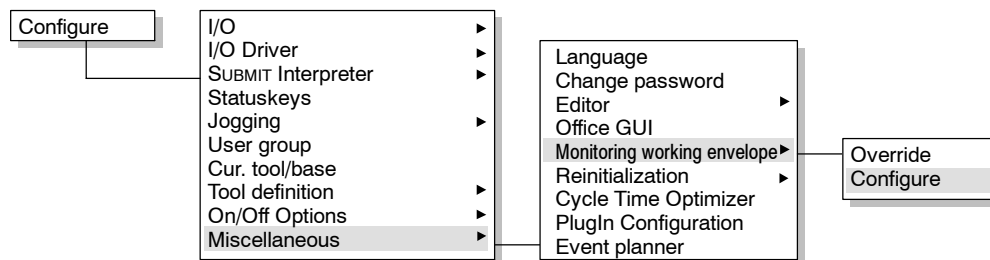 Configure
I/O
I/O Driver
SUBMIT Interpreter
Statuskeys
Jogging
User group
Cur. tool/base
Tool definition
On/Off Options
Miscellaneous
Language
Change password
Editor
Office GUI
Monitoring working envelope
Reinitialization
Cycle Time Optimizer
PlugIn Configuration
Event planner
Override
Configure